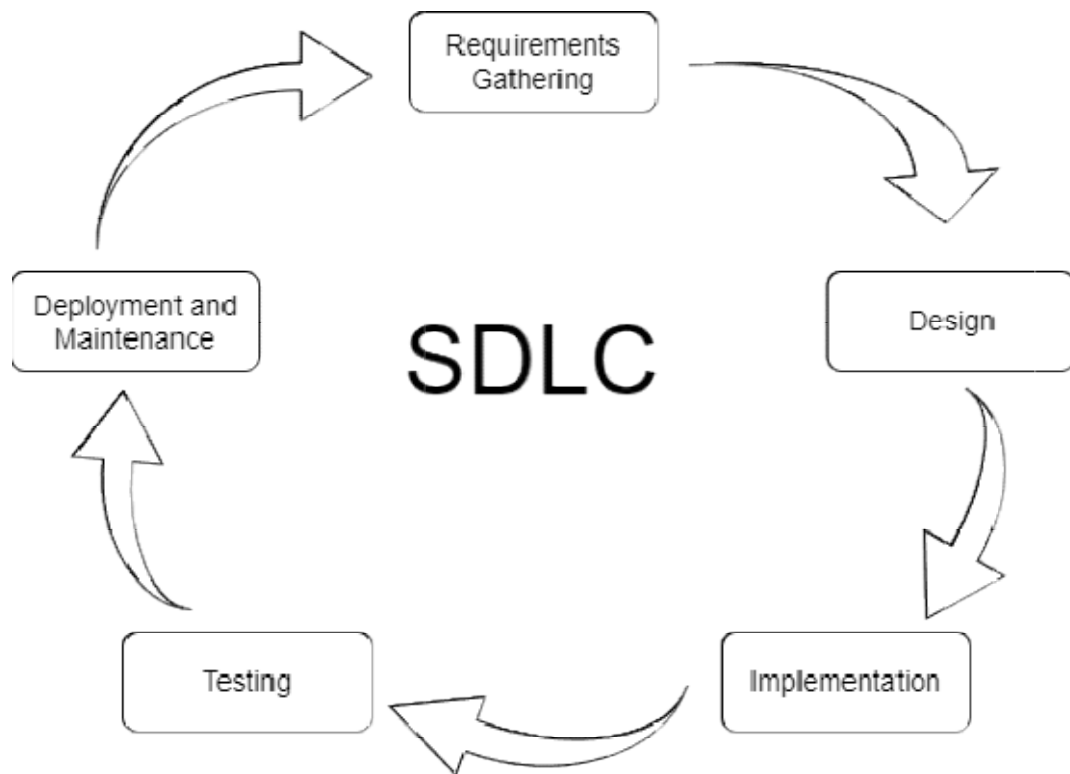 Requirements
Gathering
Deployment and
Maintenance
SDLC
Design
Testing
Implementation